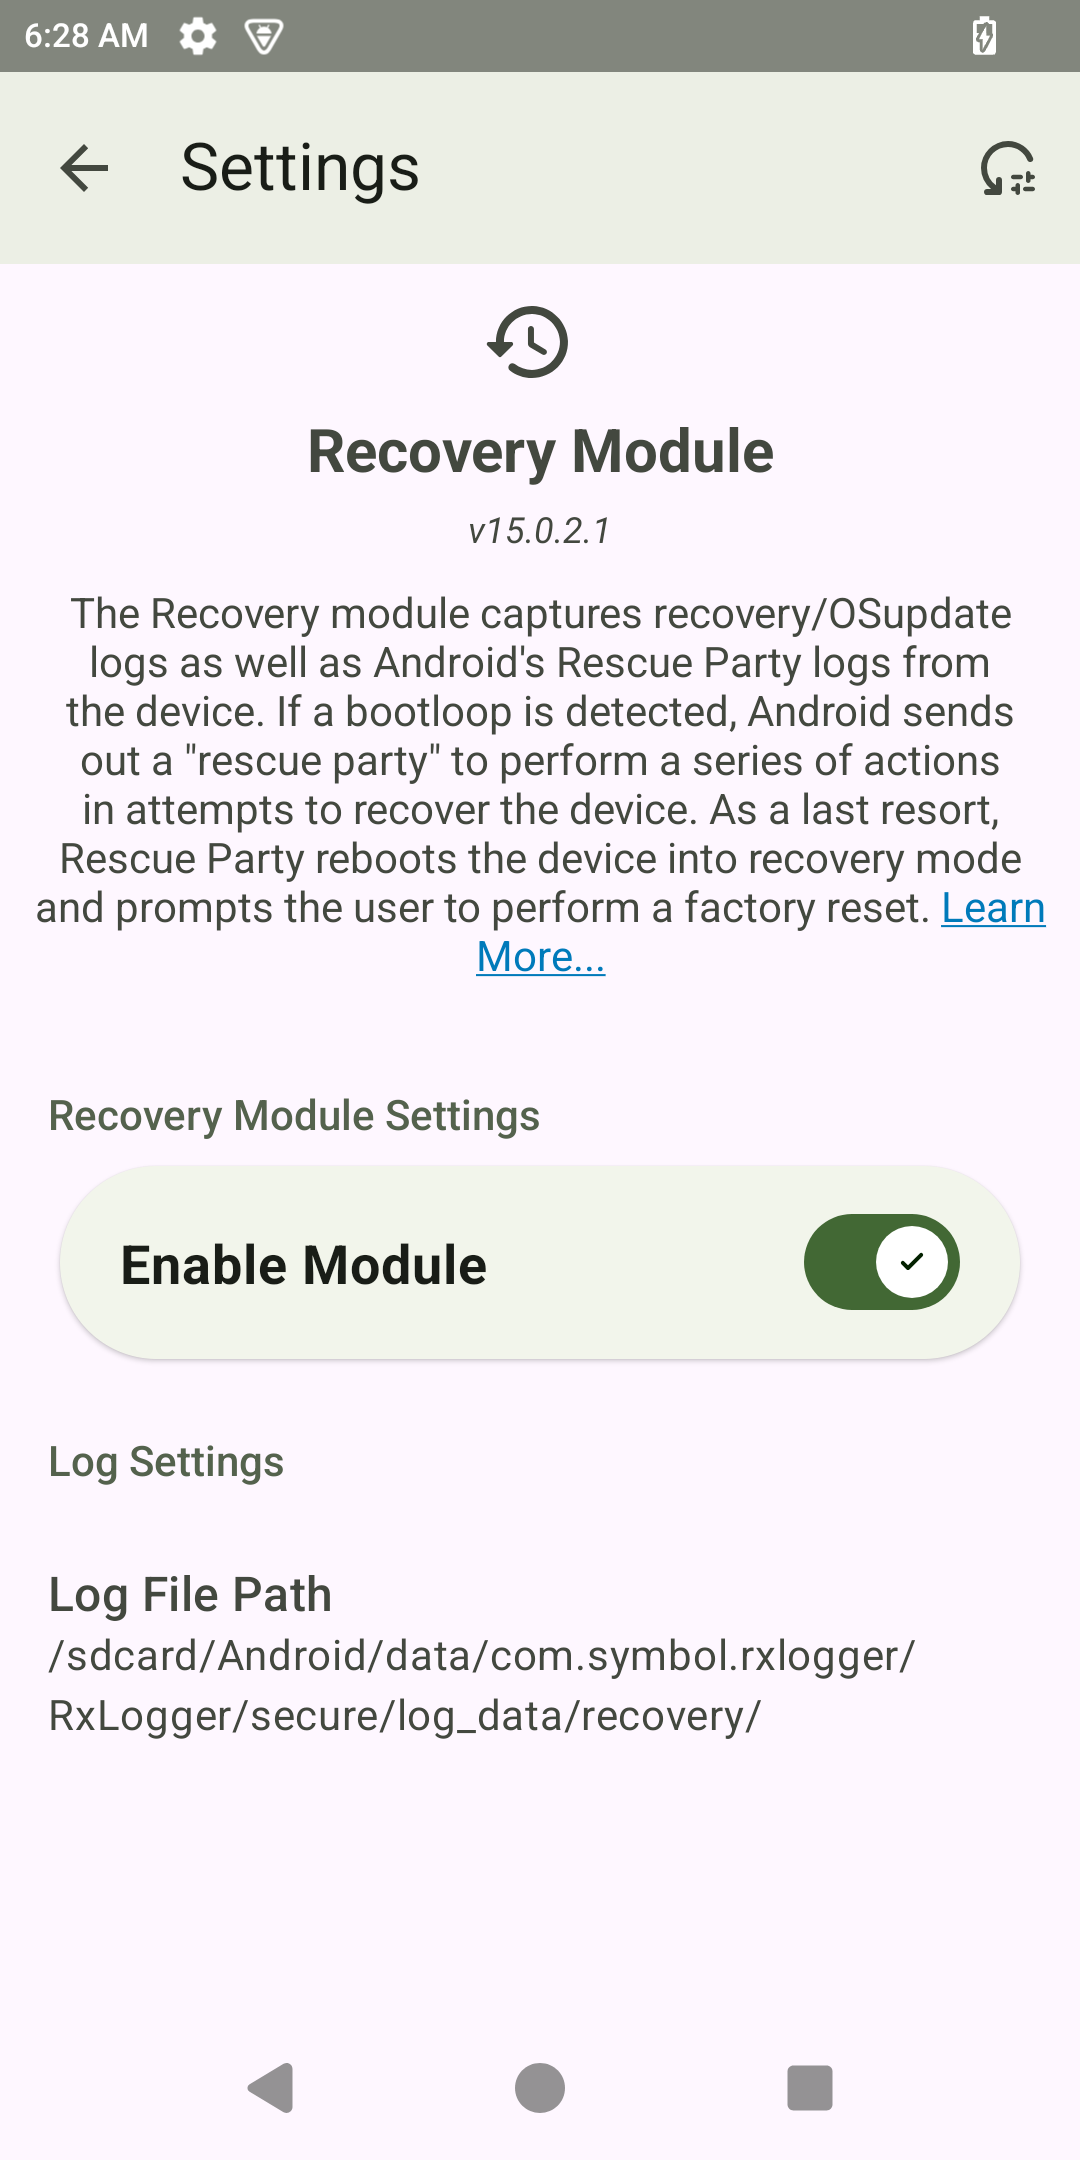 6:28 AM
Settings
Recovery Module
v15.0.2.1
The Recovery module captures recovery/OSupdate
logs as well as Android's Rescue Party logs from
the device. If a bootloop is detected, Android sends
out a "rescue party" to perform a series of actions
in attempts to recover the device. As a last resort,
Rescue Party reboots the device into recovery mode
and prompts the user to perform a factory reset. Learn
More...
Recovery Module Settings
Enable Module
Log Settings
Log File Path
/sdcard/Android/data/com.symbol.rxlogger/
RxLogger/secure/log_data/recovery/